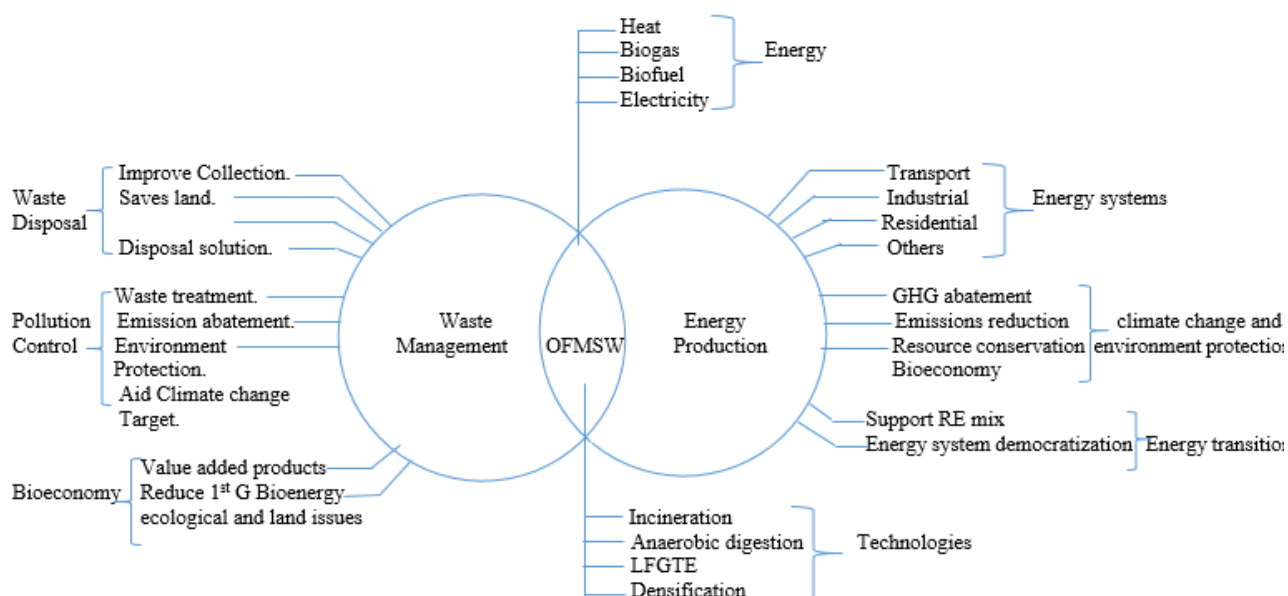 Heat
Biogas
Biofuel
Electricity
Energy
Waste
Disposal
Improve Collection.
Saves land.
Disposal solution.
Pollution
Control
Waste treatment.
Emission abatement.
Environment
Protection.
Aid Climate change
Target.
Bioeconomy
Value added products
Reduce 1st G Bioenergy
ecological and land issues
Waste
Management
OFMSW
Energy
Production
Transport
Industrial
Residential
Others
Energy systems
GHG abatement
Emissions reduction
Resource conservation
Bioeconomy
climate change and
environment protection
Support RE mix
Energy system democratization
Energy transition
Incineration
Anaerobic digestion
LFGTE
Densification
Technologies